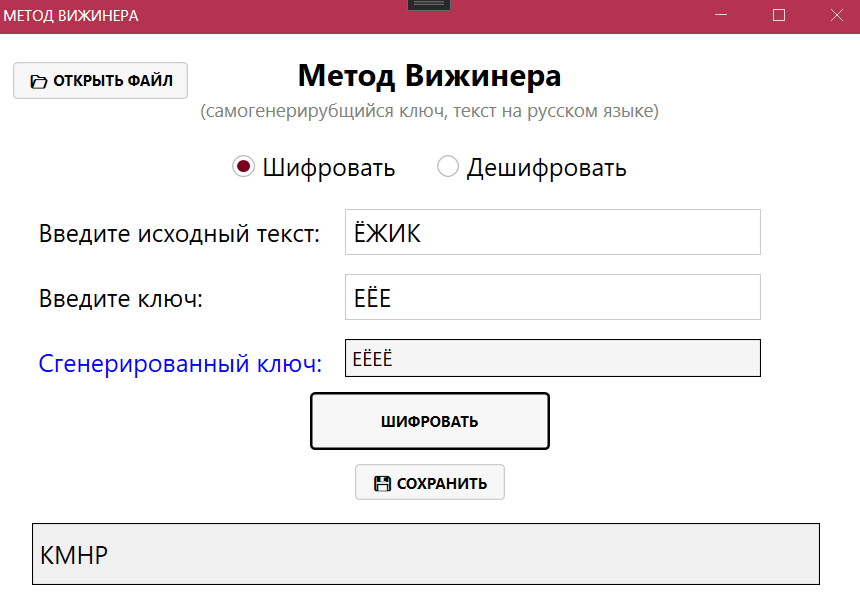 МЕТОД ВИЖИНЕРА
ОТКРЫТЬ ФАЙЛ
Метод Вижинера
(самогенерирубщийся ключ, текст на русском языке)
Шифровать Дешифровать
Введите исходный текст: ЁЖИК
Введите ключ: ЕЁЕ
Сгенерированный ключ: ЕЁЕЁ
ШИФРОВАТЬ
СОХРАНИТЬ
КМНР